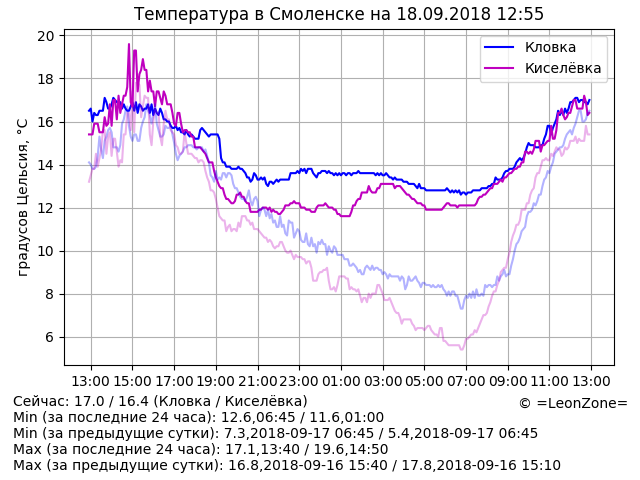 Температура в Смоленске на 18.09.2018 12:55
градусов Цельсия, °C
20
18
16
14
12
10
8
6
Кловка
Киселёвка
13:00 15:00 17:00 19:00 21:00 23:00 01:00 03:00 05:00 07:00 09:00 11:00 13:00
Сейчас: 17.0 / 16.4 (Кловка / Киселёвка)
© =LeonZone=
Min (за последние 24 часа): 12.6,06:45 / 11.6,01:00
Min (за предыдущие сутки): 7.3,2018-09-17 06:45 / 5.4,2018-09-17 06:45
Max (за последние 24 часа): 17.1,13:40 / 19.6,14:50
Max (за предыдущие сутки): 16.8,2018-09-16 15:40 / 17.8,2018-09-16 15:10